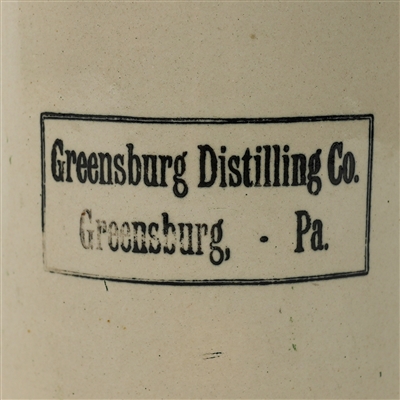 Greensburg Distilling Co.
Greensburg, · Pa.